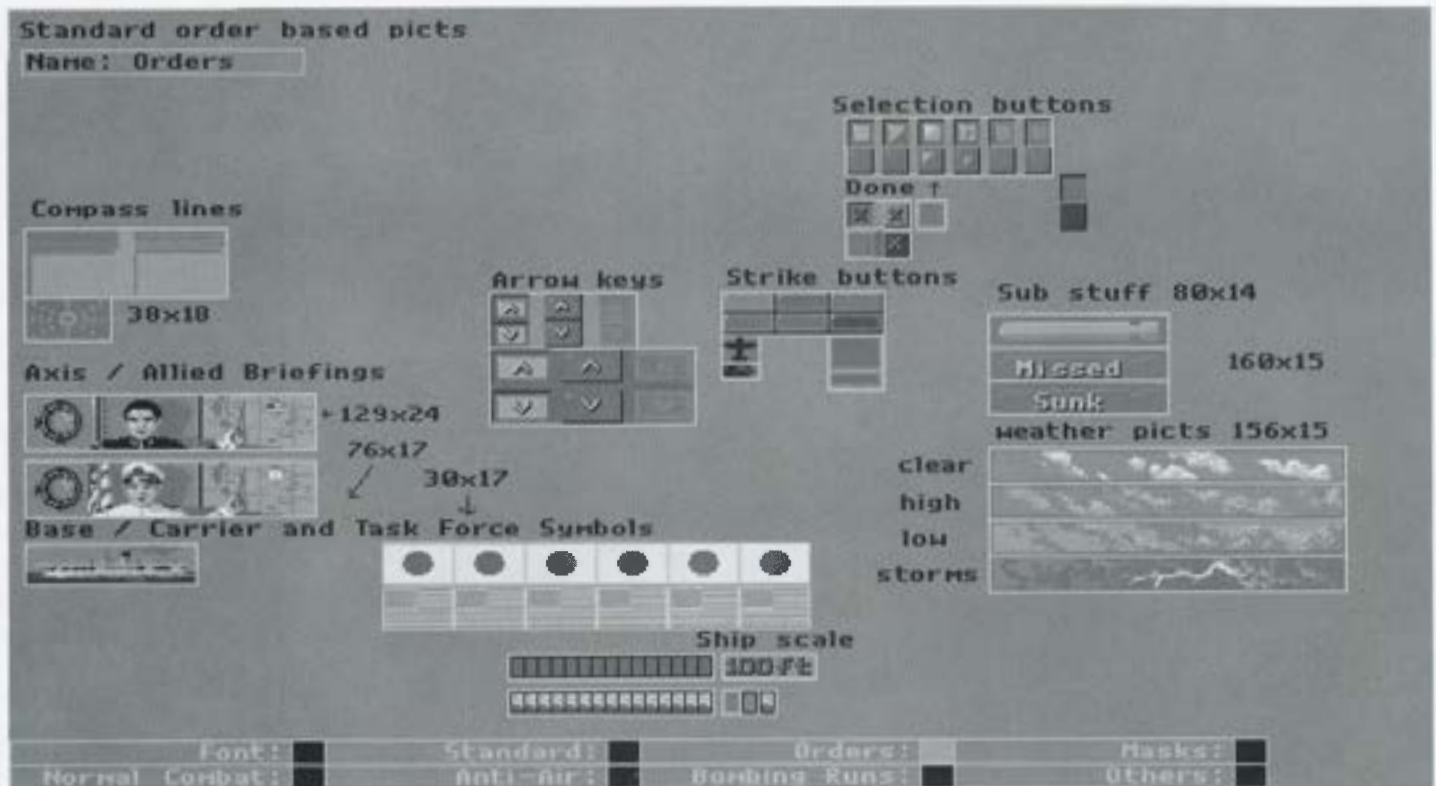 Standard order based picts
Name: Orders
Selection buttons
Done ↑
Compass lines
38x18
Arrow keys
Strike buttons
Sub stuff 80x14
Missed
160x15
Sunk
Axis / Allied Briefings
←129x24
76x17
30x17
weather picts 156x15
clear
high
low
storms
Base / Carrier and Task Force Symbols
Ship scale
100 Ft
Font:
Standard:
Orders:
Masks:
Normal Combat:
Anti-Air:
Bombing Runs:
Others: